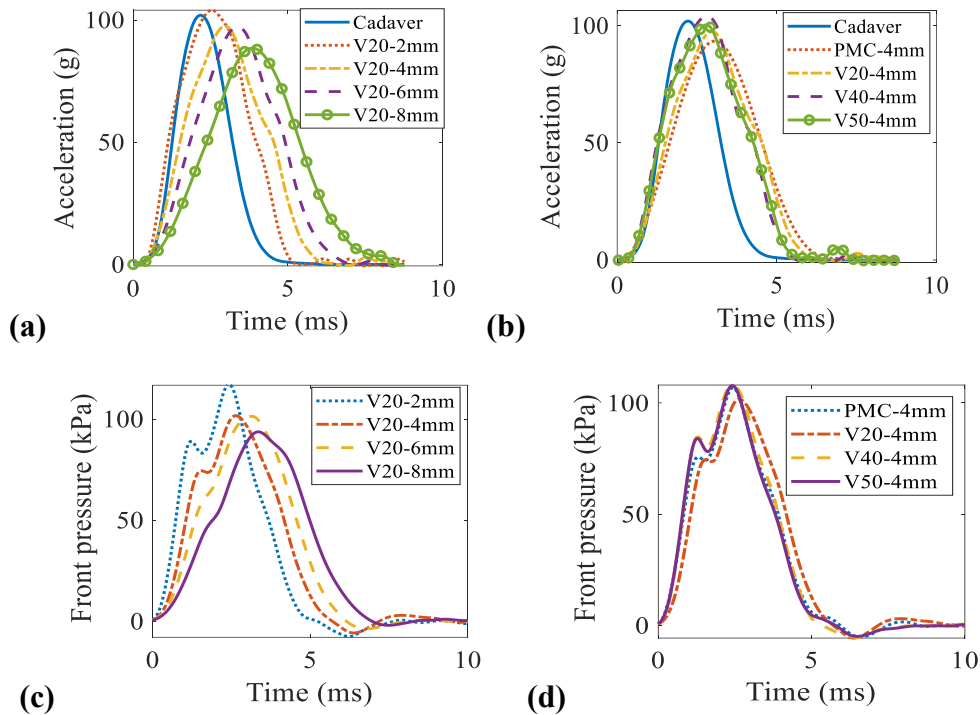 Acceleration (g)
100
50
0
0
5
10
Time (ms)
Cadaver
V20-2mm
V20-4mm
V20-6mm
V20-8mm
(a)
Acceleration (g)
100
50
0
0
5
10
Time (ms)
Cadaver
PMC-4mm
V20-4mm
V40-4mm
V50-4mm
(b)
Front pressure (kPa)
100
50
0
0
5
10
Time (ms)
V20-2mm
V20-4mm
V20-6mm
V20-8mm
(c)
Front pressure (kPa)
100
50
0
0
5
10
Time (ms)
PMC-4mm
V20-4mm
V40-4mm
V50-4mm
(d)